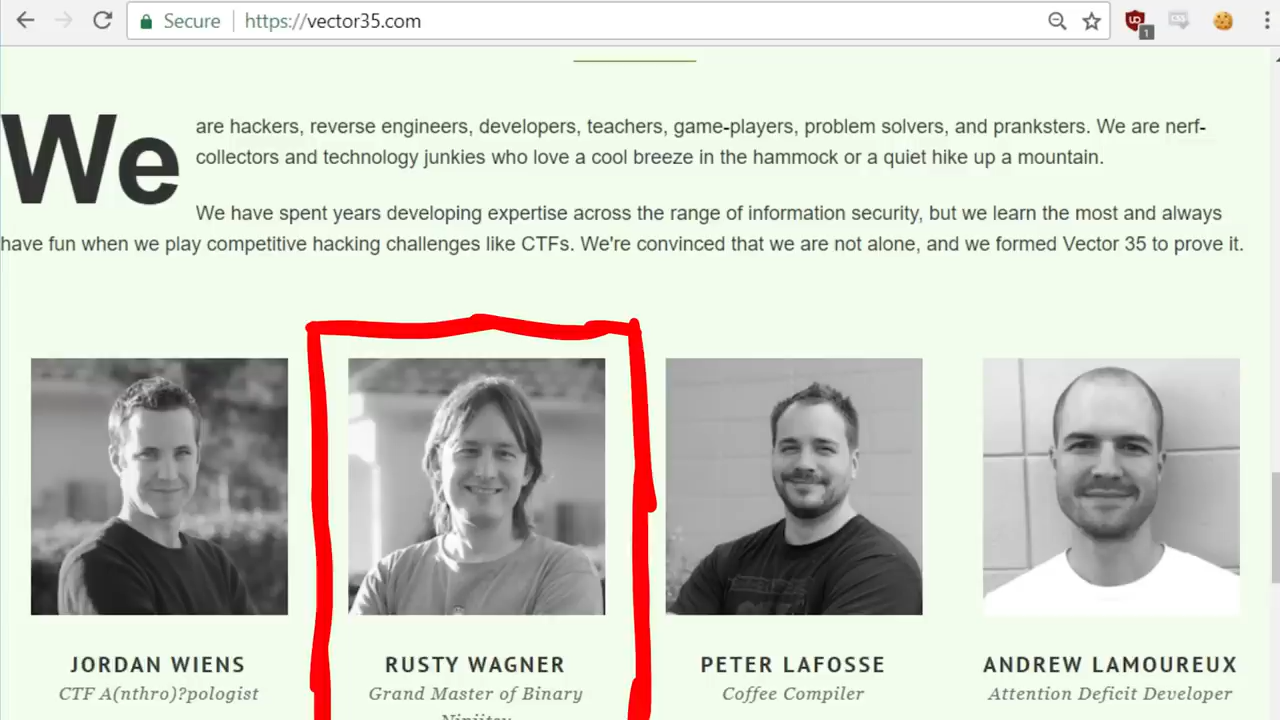 Secure https://vector35.com
1
We are hackers, reverse engineers, developers, teachers, game-players, problem solvers, and pranksters. We are nerf-
collectors and technology junkies who love a cool breeze in the hammock or a quiet hike up a mountain.
We have spent years developing expertise across the range of information security, but we learn the most and always
have fun when we play competitive hacking challenges like CTFs. We're convinced that we are not alone, and we formed Vector 35 to prove it.
JORDAN WIENS
CTF A(nthro)?pologist
RUSTY WAGNER
Grand Master of Binary
PETER LAFOSSE
Coffee Compiler
ANDREW LAMOUREUX
Attention Deficit Developer